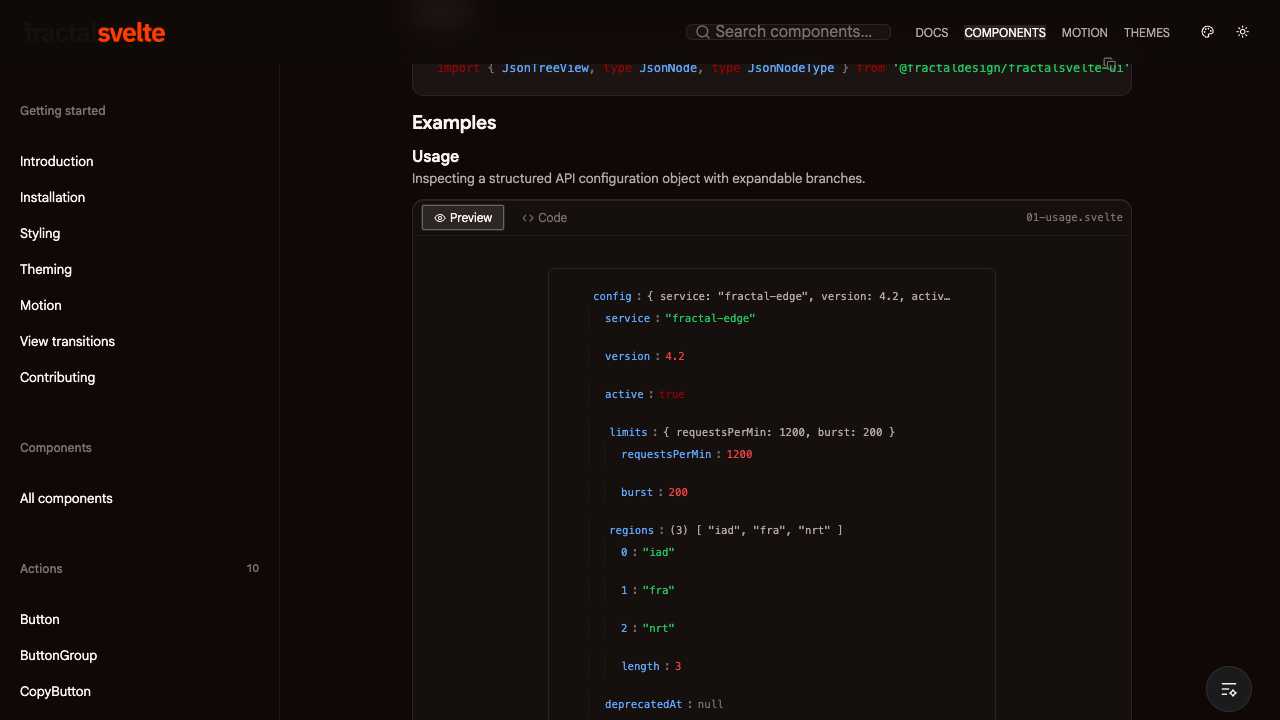 fractalsvelte
Search components...
DOCS
COMPONENTS
MOTION
THEMES
Getting started
Introduction
Installation
Styling
Theming
Motion
View transitions
Contributing
Components
All components
Actions 10
Button
ButtonGroup
CopyButton
import { JsonTreeView, type JsonNode, type JsonNodeType } from '@fractaldesign/fractalsvelte-ui'
Examples
Usage
Inspecting a structured API configuration object with expandable branches.
Preview
Code
01-usage.svelte
config : { service: "fractal-edge", version: 4.2, activ…
service : "fractal-edge"
version : 4.2
active : true
limits : { requestsPerMin: 1200, burst: 200 }
requestsPerMin : 1200
burst : 200
regions : (3) [ "iad", "fra", "nrt" ]
0 : "iad"
1 : "fra"
2 : "nrt"
length : 3
deprecatedAt : null